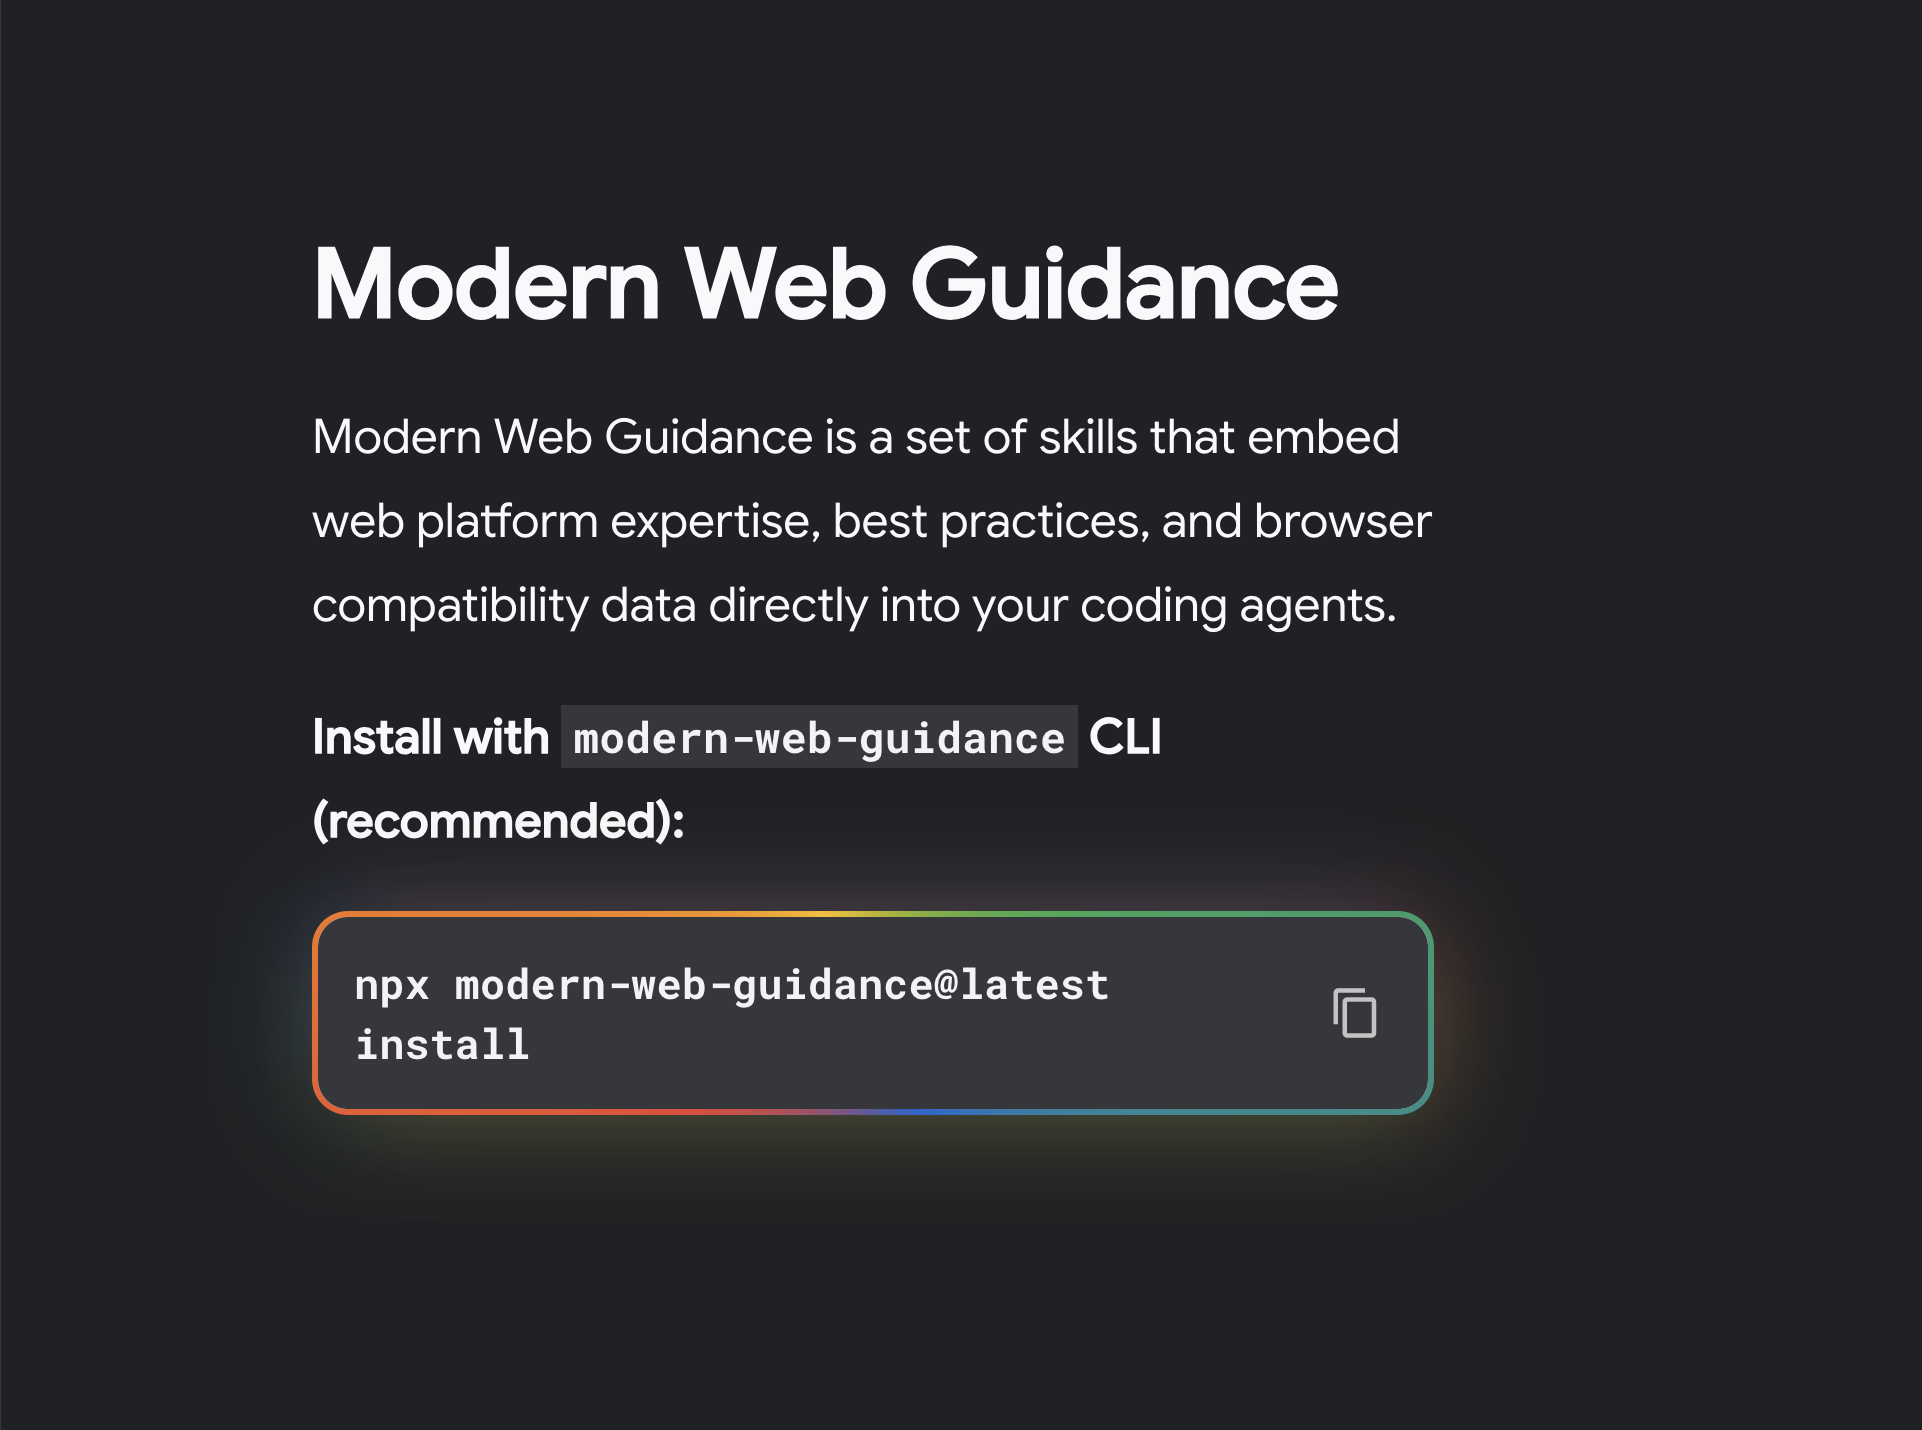 Modern Web Guidance
Modern Web Guidance is a set of skills that embed
web platform expertise, best practices, and browser
compatibility data directly into your coding agents.
Install with modern-web-guidance CLI
(recommended):
npx modern-web-guidance@latest
install